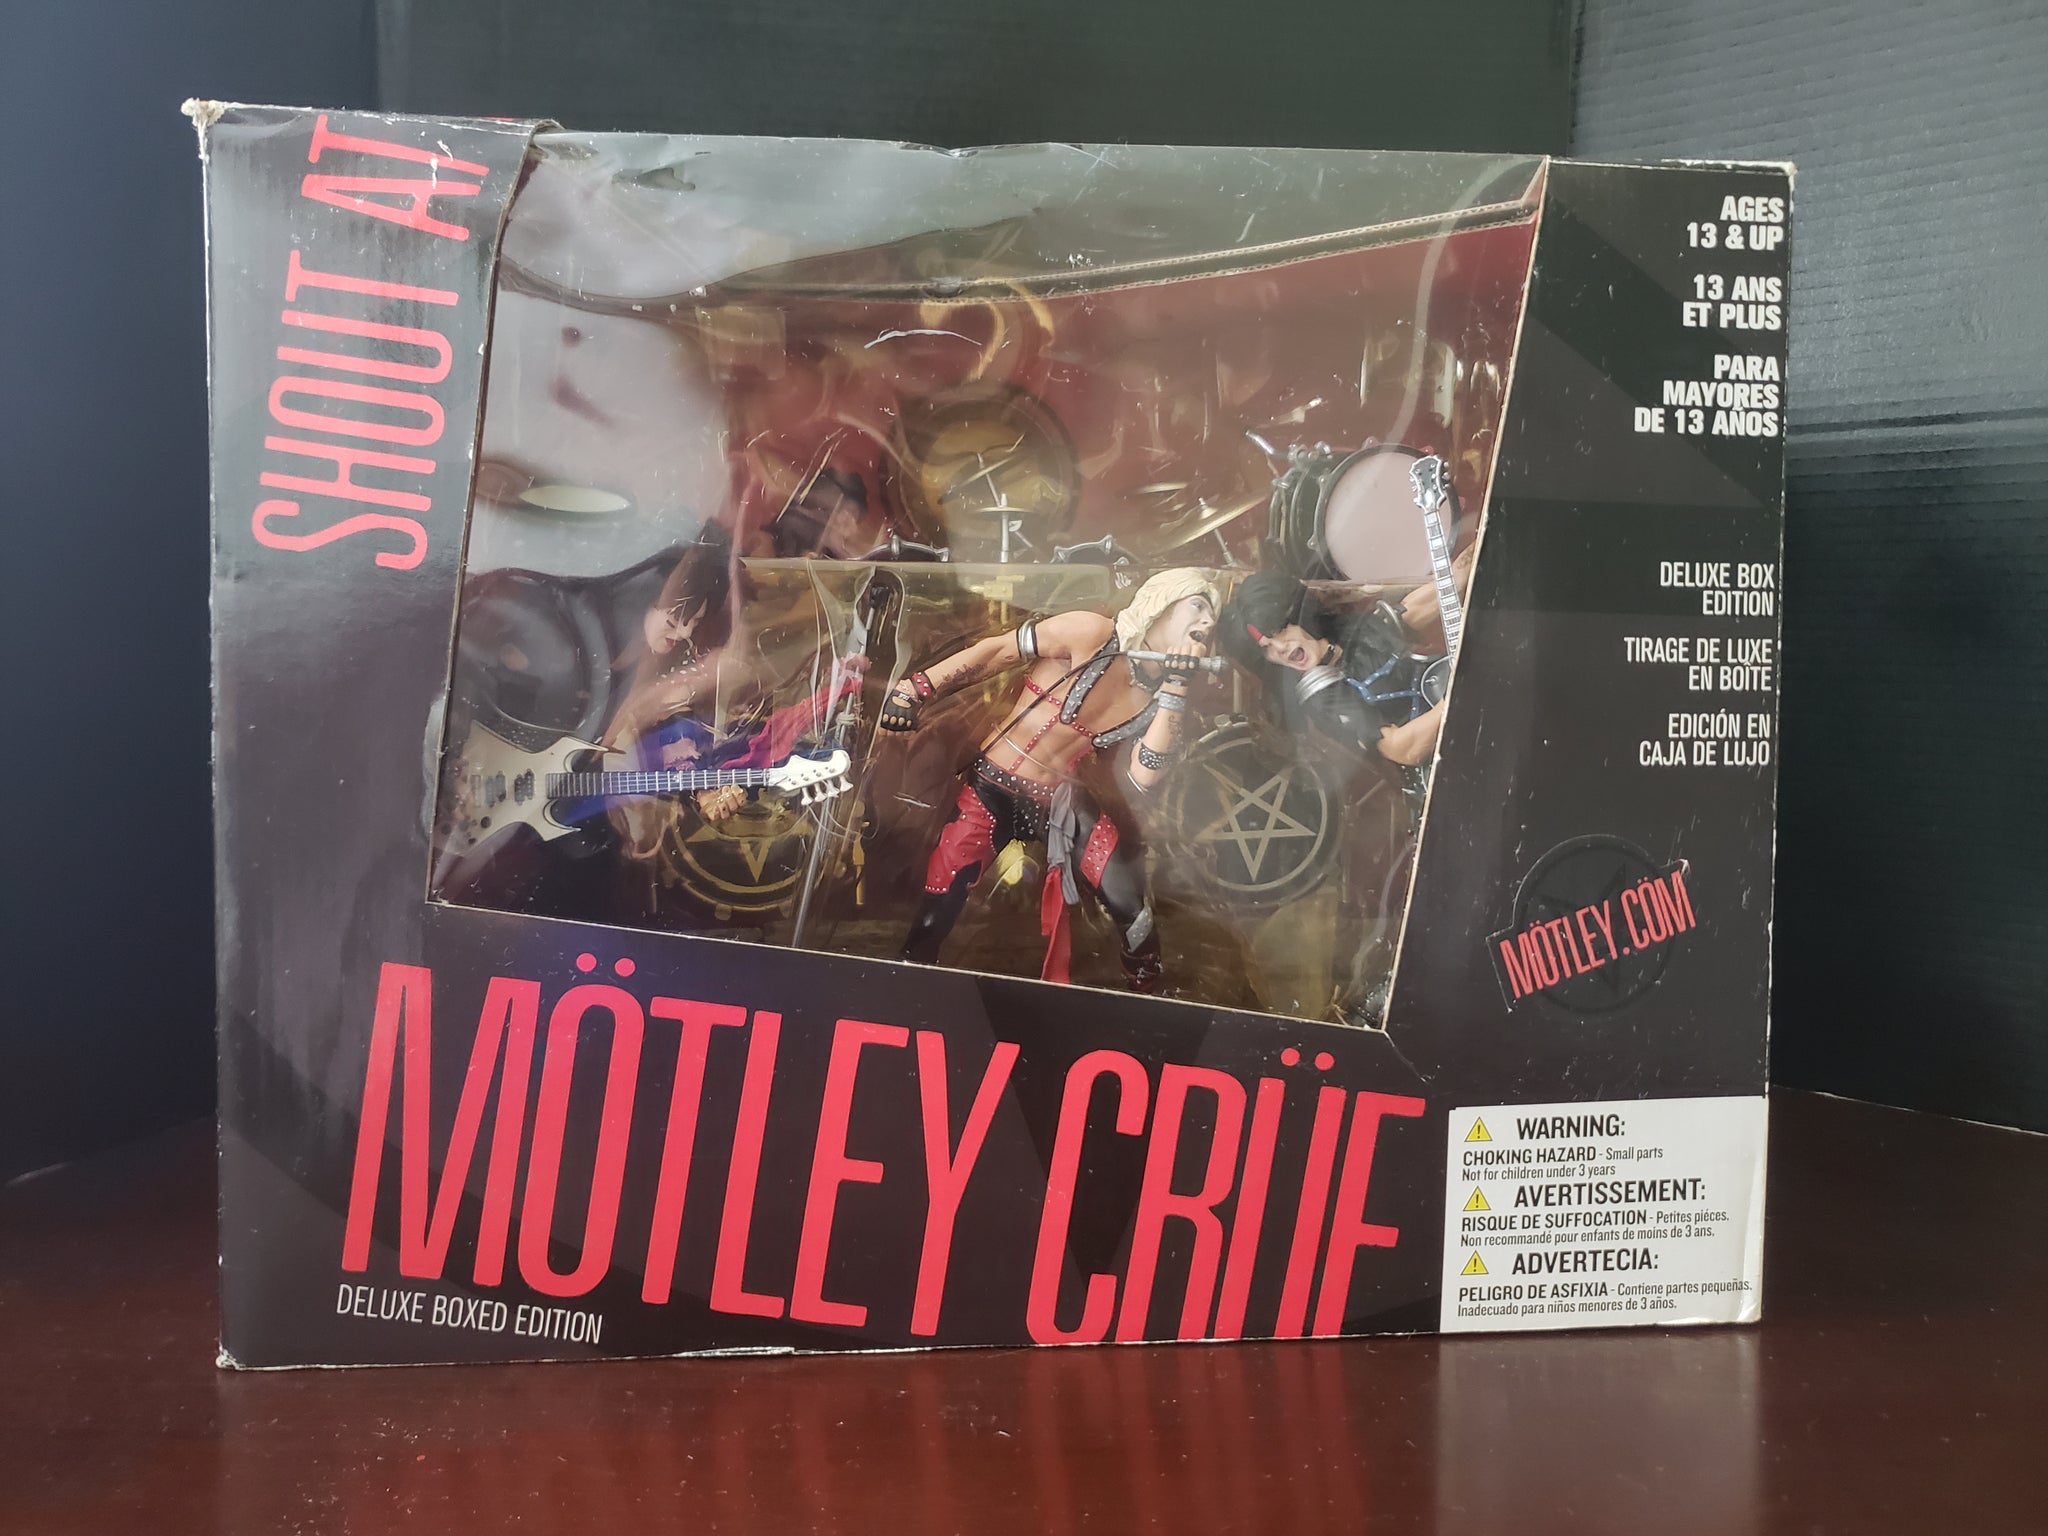 SHOUT AT
AGES
13 & UP
13 ANS
ET PLUS
PARA
MAYORES
DE 13 AÑOS
DELUXE BOX
EDITION
TIRAGE DE LUXE
EN BOÎTE
EDICIÓN EN
CAJA DE LUJO
MÖTLEY.CÖM
MÖTLEY CRÜE
DELUXE BOXED EDITION
WARNING:
CHOKING HAZARD - Small parts
Not for children under 3 years
AVERTISSEMENT:
RISQUE DE SUFFOCATION - Petites piéces.
Non recommandé pour enfants de moins de 3 ans.
ADVERTECIA:
PELIGRO DE ASFIXIA - Contiene partes pequeñas.
Inadecuado para niños menores de 3 años.